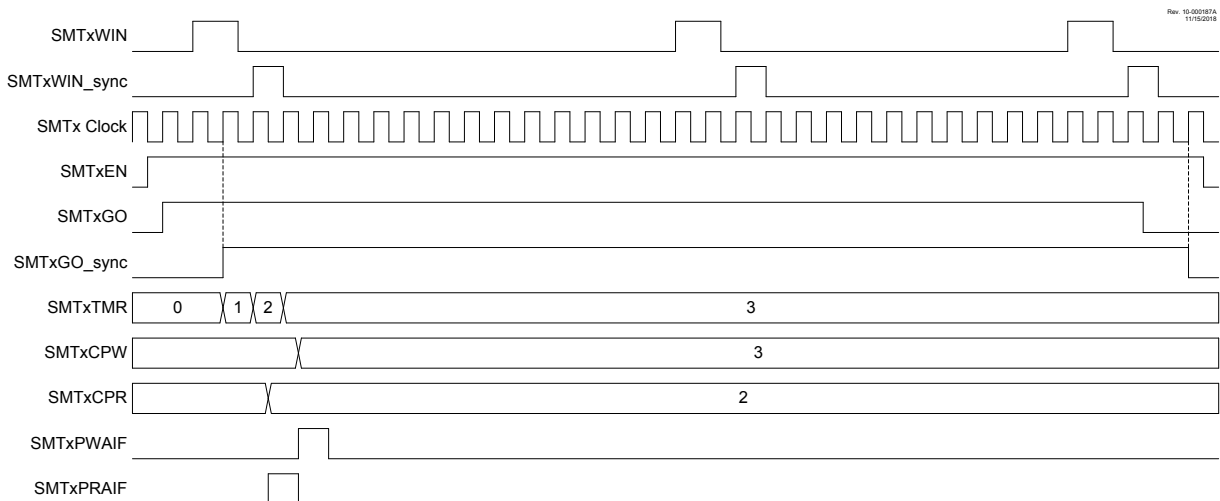 Rev. 10-000187A
11/15/2018
SMTxWIN
SMTxWIN_sync
SMTx Clock
SMTxEN
SMTxGO
SMTxGO_sync
SMTxTMR 0 1 2 3
SMTxCPW 3
SMTxCPR 2
SMTxPWAIF
SMTxPRAIF